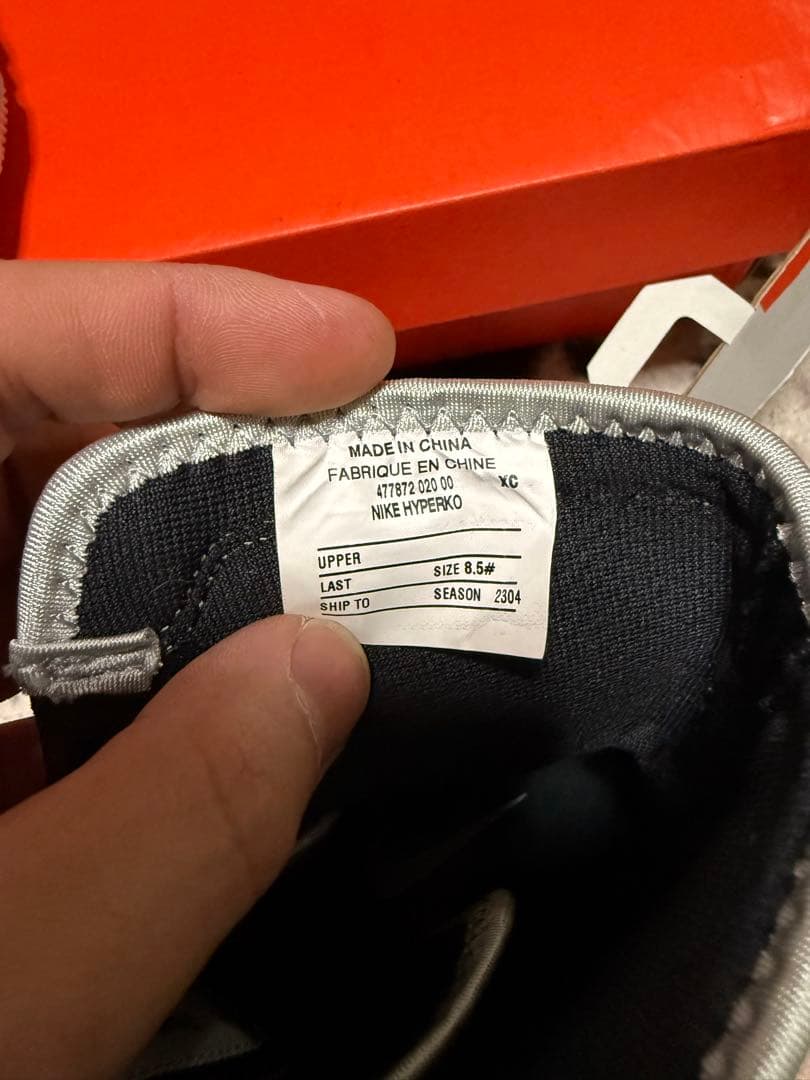 MADE IN CHINA
FABRIQUE EN CHINE
477872 020 00 XC
NIKE HYPERKO
UPPER
LAST SIZE 8.5#
SHIP TO SEASON 2304